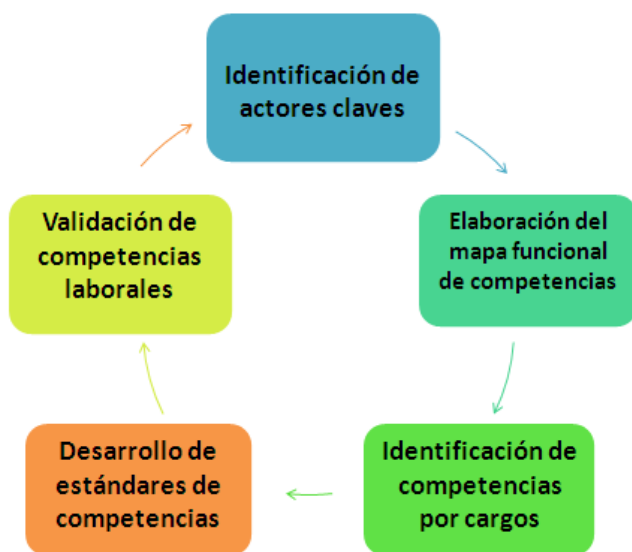 Identificación de
actores claves
Elaboración del
mapa funcional
de competencias
Identificación de
competencias
por cargos
Desarrollo de
estándares de
competencias
Validación de
competencias
laborales